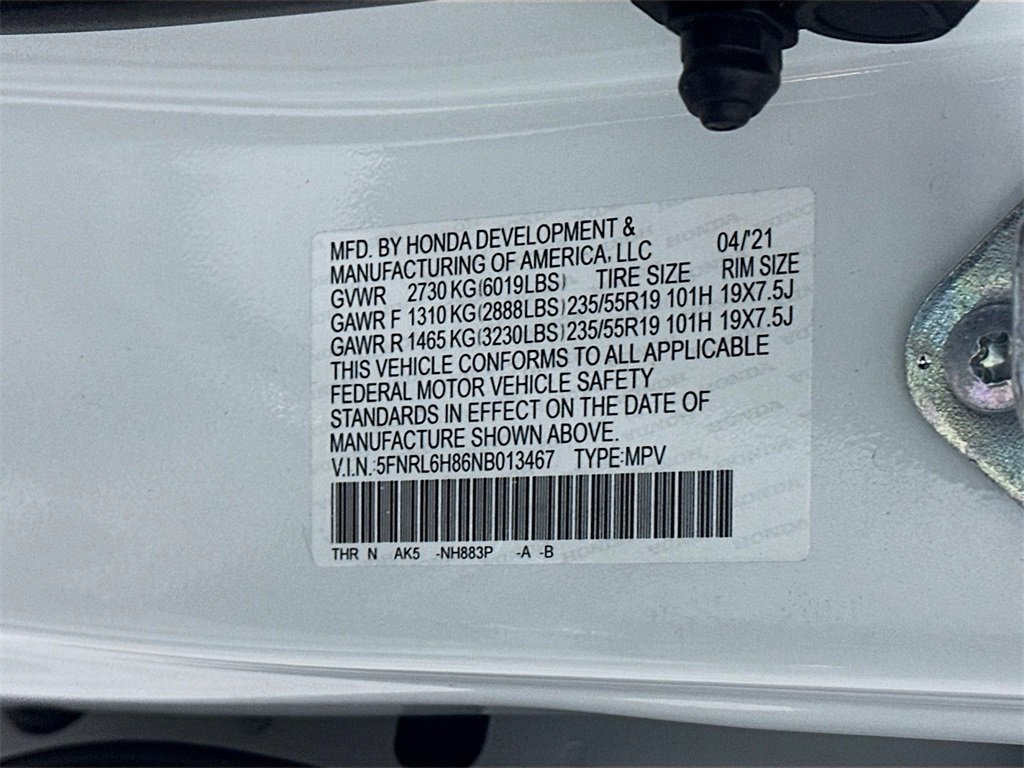 MFD. BY HONDA DEVELOPMENT &
MANUFACTURING OF AMERICA, LLC 04/'21
GVWR 2730 KG(6019LBS) TIRE SIZE RIM SIZE
GAWR F 1310 KG(2888LBS) 235/55R19 101H 19X7.5J
GAWR R 1465 KG(3230LBS) 235/55R19 101H 19X7.5J
THIS VEHICLE CONFORMS TO ALL APPLICABLE
FEDERAL MOTOR VEHICLE SAFETY
STANDARDS IN EFFECT ON THE DATE OF
MANUFACTURE SHOWN ABOVE.
V.I.N.:5FNRL6H86NB013467 TYPE:MPV
THR N AK5 -NH883P -A -B